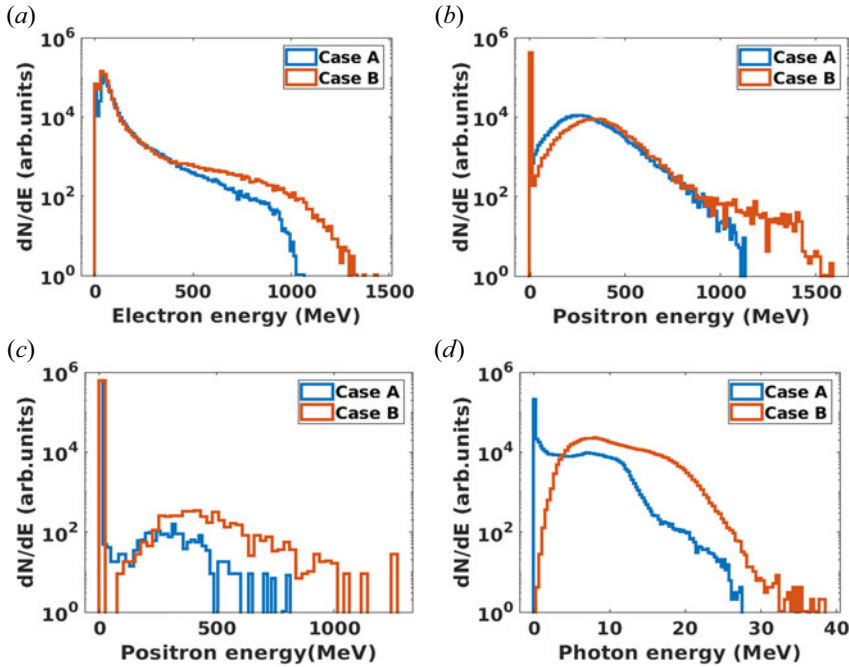 (a)
10^6
10^4
10^2
10^0
dN/dE (arb.units)
Case A
Case B
0
500
1000
1500
Electron energy (MeV)
(b)
10^6
10^4
10^2
10^0
dN/dE (arb.units)
Case A
Case B
0
500
1000
1500
Positron energy (MeV)
(c)
10^6
10^4
10^2
10^0
dN/dE (arb.units)
Case A
Case B
0
500
1000
Positron energy(MeV)
(d)
10^6
10^4
10^2
10^0
dN/dE (arb.units)
Case A
Case B
0
10
20
30
40
Photon energy (MeV)